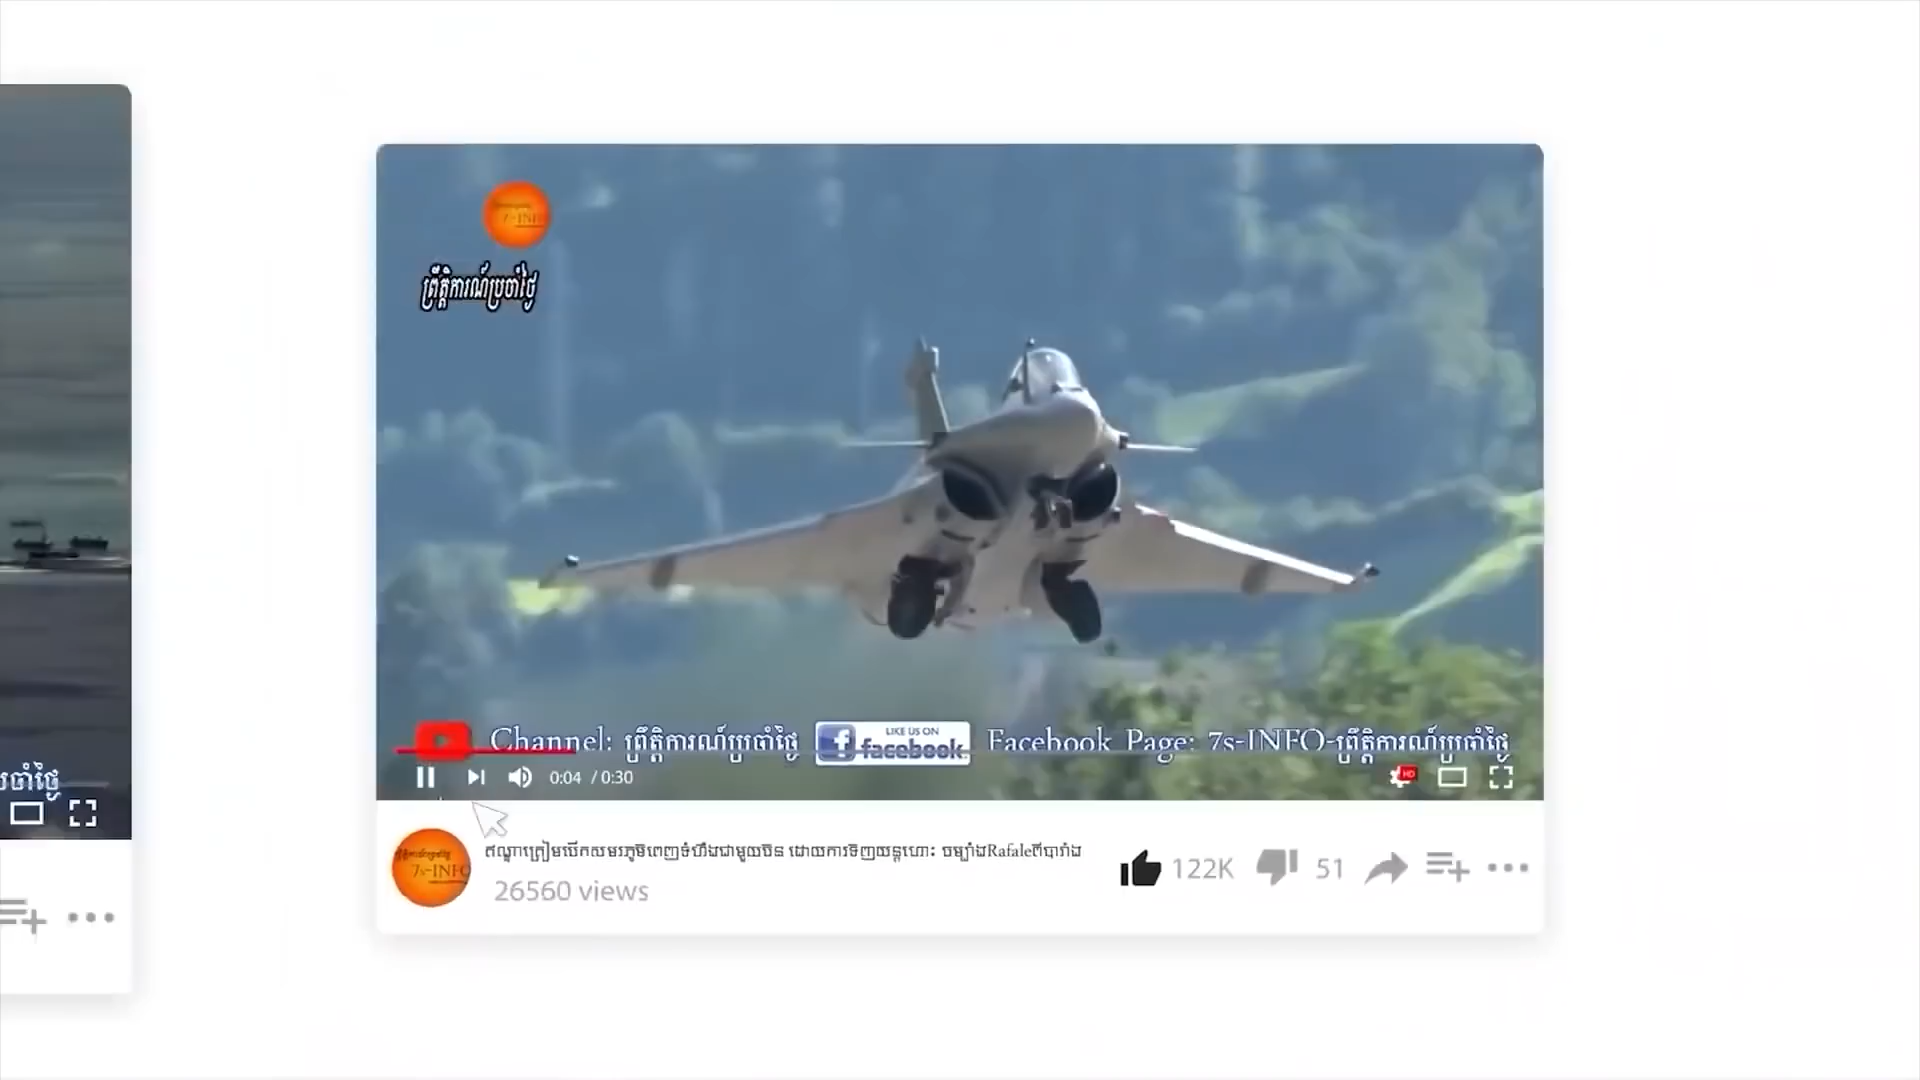 7-INFO
ព្រឹត្តិការណ៍ប្រចាំថ្ងៃ
Channel: ព្រឹត្តិការណ៍ប្រចាំថ្ងៃ LIKE US ON facebook. Facebook Page: 7s-INFO-ព្រឹត្តិការណ៍ប្រចាំថ្ងៃ
0:04 / 0:30 HD
ឥណ្ឌាត្រៀមបើកសមរភូមិពេញទំហឹងជាមួយចិន ដោយការទិញយន្តហោះ ចម្បាំងRafaleពីបារាំង
7s-INFO
26560 views
122K
51